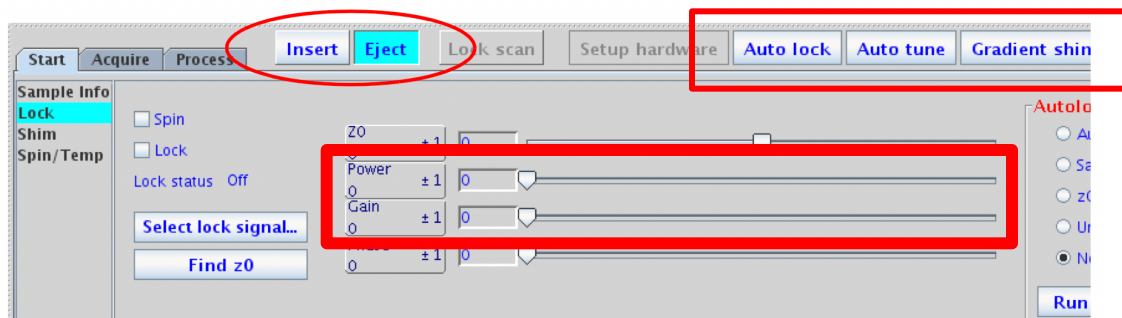 Insert Eject Lock scan Setup hardware Auto lock Auto tune Gradient shim
Start Acquire Process
Sample Info
Lock
Shim
Spin/Temp
Spin
Lock
Lock status Off
Select lock signal...
Find z0
Z0 ±1 0
0
Power ±1 0
0
Gain ±1 0
0
Phase ±1 0
0
Run